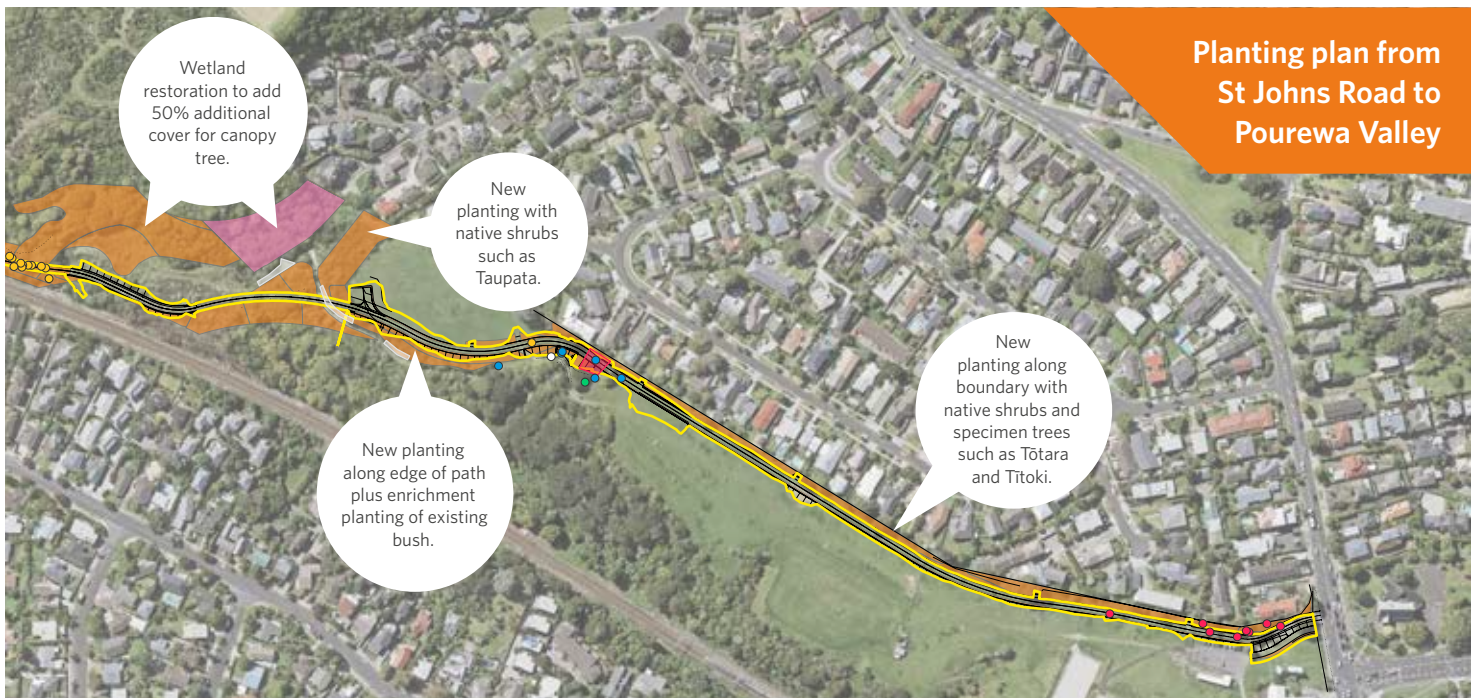 Planting plan from
St Johns Road to
Pourewa Valley
Wetland
restoration to add
50% additional
cover for canopy
tree.
New
planting with
native shrubs
such as
Taupata.
New
planting along
boundary with
native shrubs and
specimen trees
such as Tōtara
and Tītoki.
New planting
along edge of path
plus enrichment
planting of existing
bush.